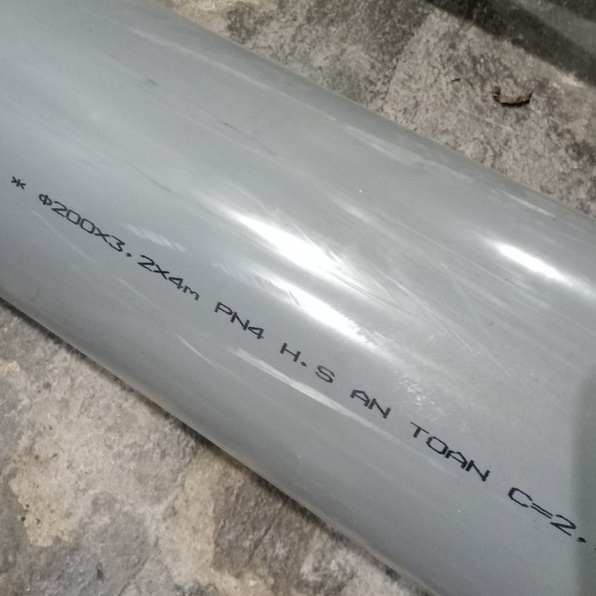 * Φ200x3,2x4m PN4 H.S AN TOAN C=2,